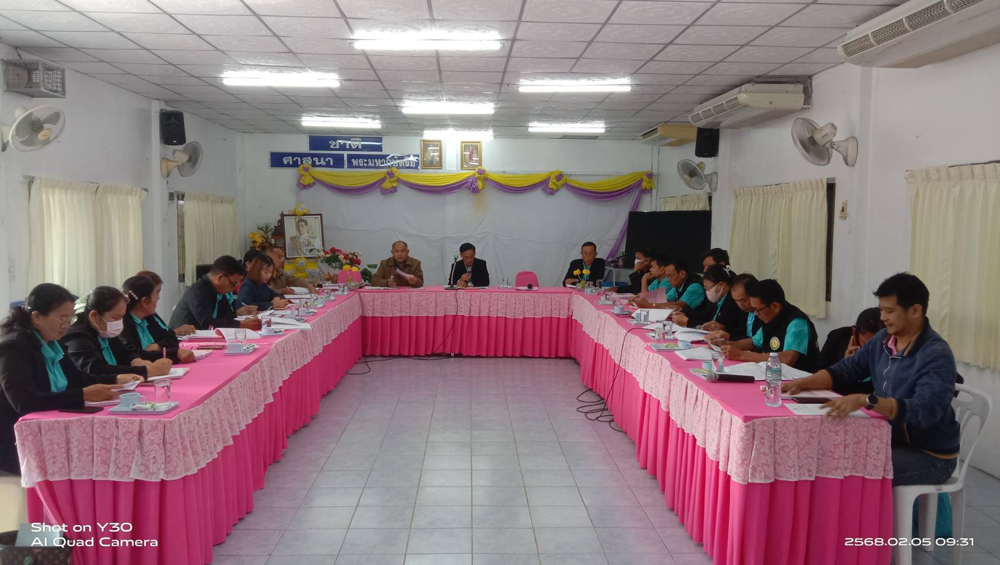 ชาติ
ศาสนา
พระมหากษัตริย์
Shot on Y30
AI Quad Camera
2568.02.05 09:31